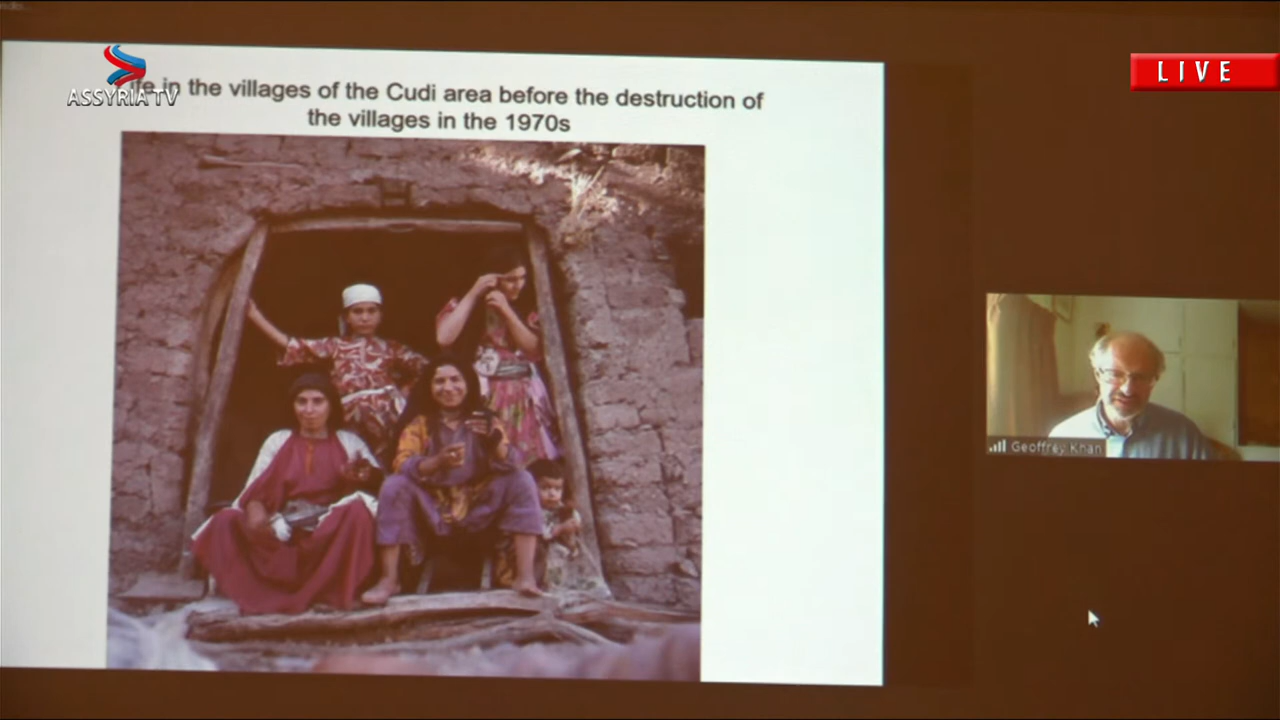 LIVE
ASSYRIA TV
in the villages of the Cudi area before the destruction of
the villages in the 1970s
Geoffrey Khan